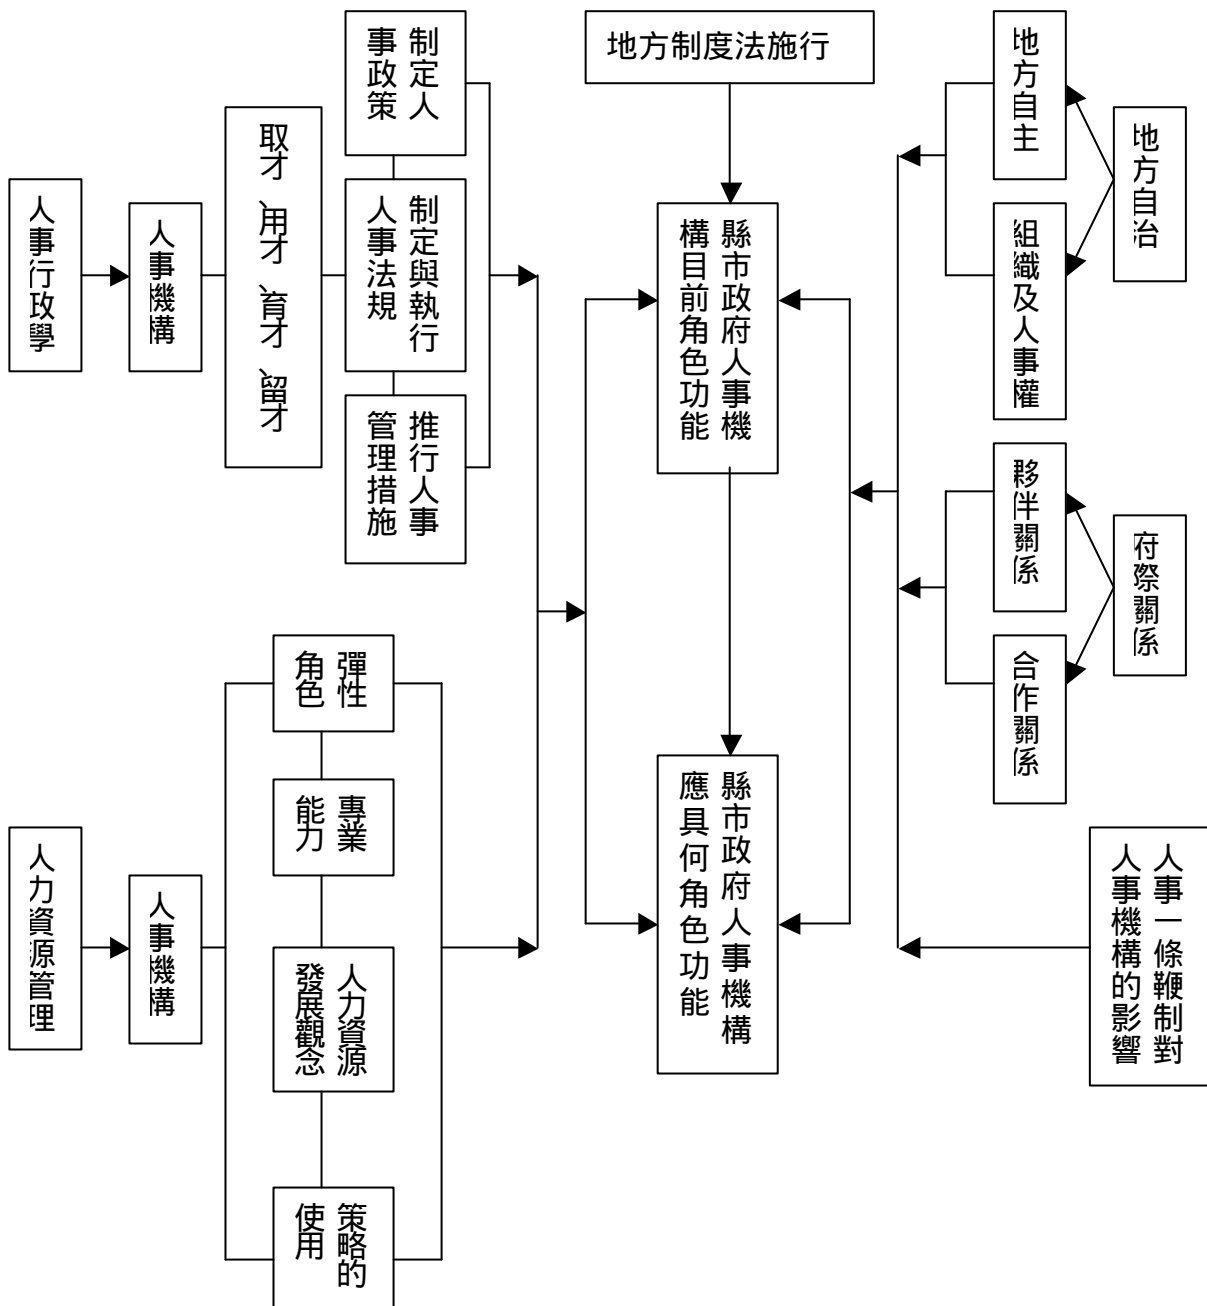 人事行政學
人事機構
取才、用才、育才、留才
制定人
事政策
制定與執行
人事法規
推行人事
管理措施
人力資源管理
人事機構
彈性
角色
專業
能力
人力資源
發展觀念
策略的
使用
地方制度法施行
縣市政府人事機
構目前角色功能
縣市政府人事機構
應具何角色功能
地方自主
組織及人事權
地方自治
夥伴關係
合作關係
府際關係
人事一條鞭制對
人事機構的影響